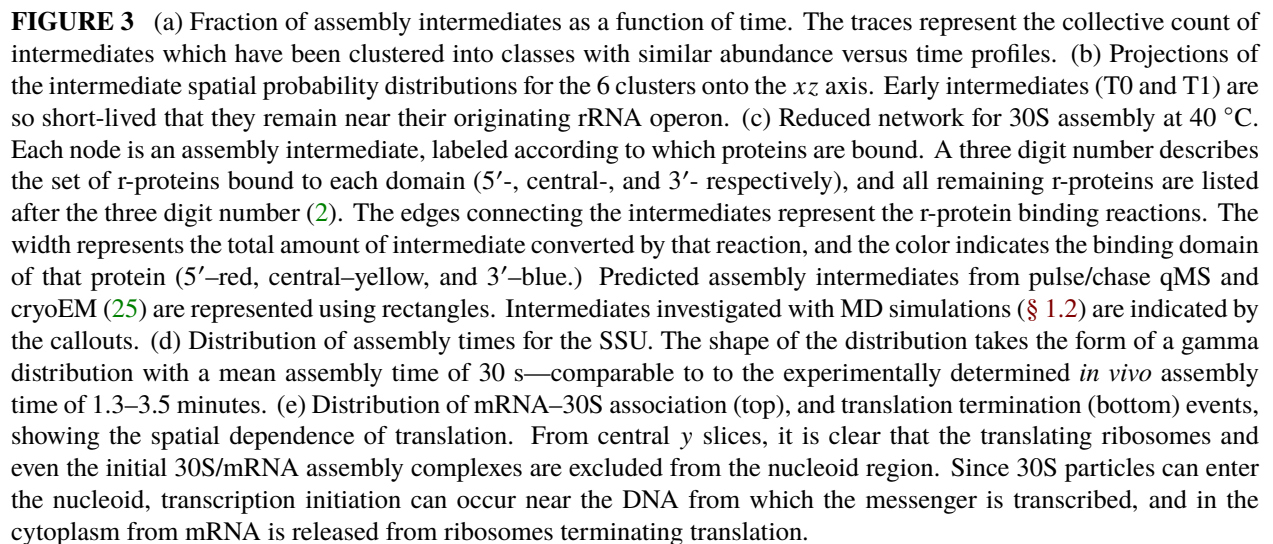 FIGURE 3 (a) Fraction of assembly intermediates as a function of time. The traces represent the collective count of
intermediates which have been clustered into classes with similar abundance versus time profiles. (b) Projections of
the intermediate spatial probability distributions for the 6 clusters onto the xz axis. Early intermediates (T0 and T1) are
so short-lived that they remain near their originating rRNA operon. (c) Reduced network for 30S assembly at 40 °C.
Each node is an assembly intermediate, labeled according to which proteins are bound. A three digit number describes
the set of r-proteins bound to each domain (5′-, central-, and 3′- respectively), and all remaining r-proteins are listed
after the three digit number (2). The edges connecting the intermediates represent the r-protein binding reactions. The
width represents the total amount of intermediate converted by that reaction, and the color indicates the binding domain
of that protein (5′–red, central–yellow, and 3′–blue.) Predicted assembly intermediates from pulse/chase qMS and
cryoEM (25) are represented using rectangles. Intermediates investigated with MD simulations (§ 1.2) are indicated by
the callouts. (d) Distribution of assembly times for the SSU. The shape of the distribution takes the form of a gamma
distribution with a mean assembly time of 30 s—comparable to to the experimentally determined in vivo assembly
time of 1.3–3.5 minutes. (e) Distribution of mRNA–30S association (top), and translation termination (bottom) events,
showing the spatial dependence of translation. From central y slices, it is clear that the translating ribosomes and
even the initial 30S/mRNA assembly complexes are excluded from the nucleoid region. Since 30S particles can enter
the nucleoid, transcription initiation can occur near the DNA from which the messenger is transcribed, and in the
cytoplasm from mRNA is released from ribosomes terminating translation.